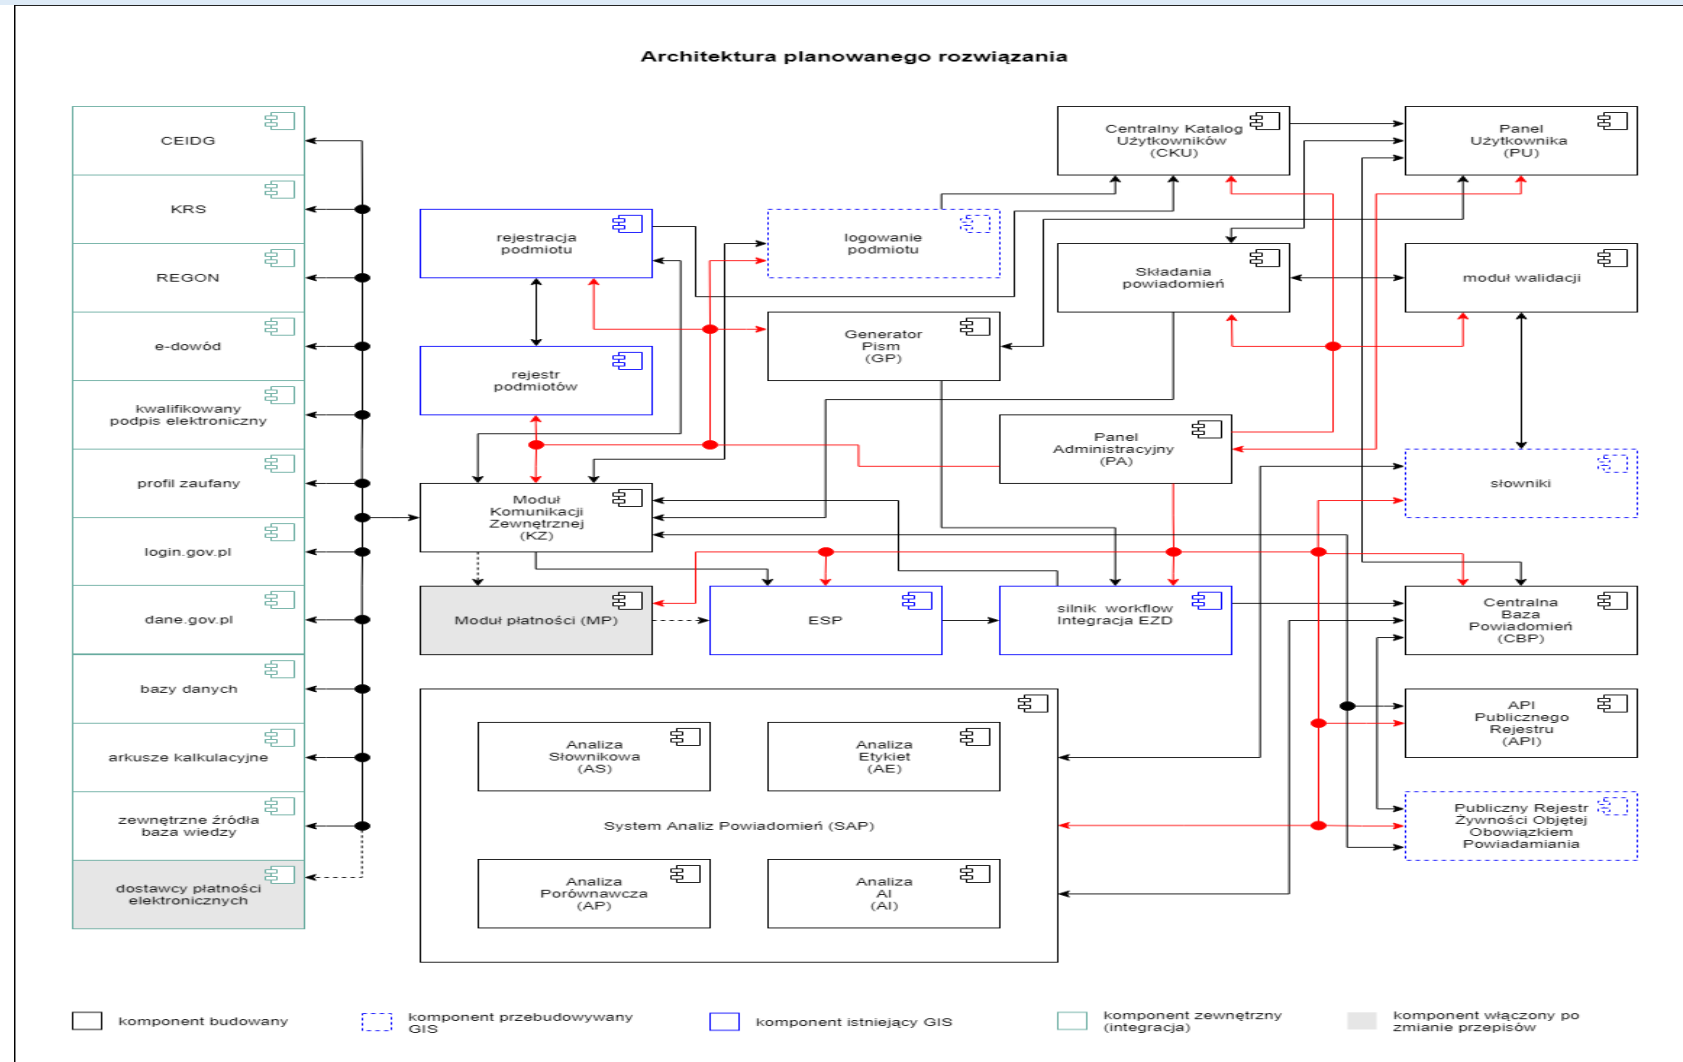 Architektura planowanego rozwiązania
CEIDG
KRS
REGON
e-dowód
kwalifikowany
podpis elektroniczny
profil zaufany
login.gov.pl
dane.gov.pl
bazy danych
arkusze kalkulacyjne
zewnętrzne źródła
baza wiedzy
dostawcy płatności
elektronicznych
Centralny Katalog
Użytkowników
(CKU)
Panel
Użytkownika
(PU)
rejestracja
podmiotu
logowanie
podmiotu
Składania
powiadomień
moduł walidacji
Generator
Pism
(GP)
rejestr
podmiotów
Panel
Administracyjny
(PA)
słowniki
Moduł
Komunikacji
Zewnętrznej
(KZ)
Moduł płatności (MP)
ESP
silnik workflow
Integracja EZD
Centralna
Baza
Powiadomień
(CBP)
API
Publicznego
Rejestru
(API)
Publiczny Rejestr
Żywności Objętej
Obowiązkiem
Powiadamiania
Analiza
Słownikowa
(AS)
Analiza
Etykiet
(AE)
System Analiz Powiadomień (SAP)
Analiza
Porównawcza
(AP)
Analiza
AI
(AI)
komponent budowany
komponent przebudowywany
GIS
komponent istniejący GIS
komponent zewnętrzny
(integracja)
komponent włączony po
zmianie przepisów